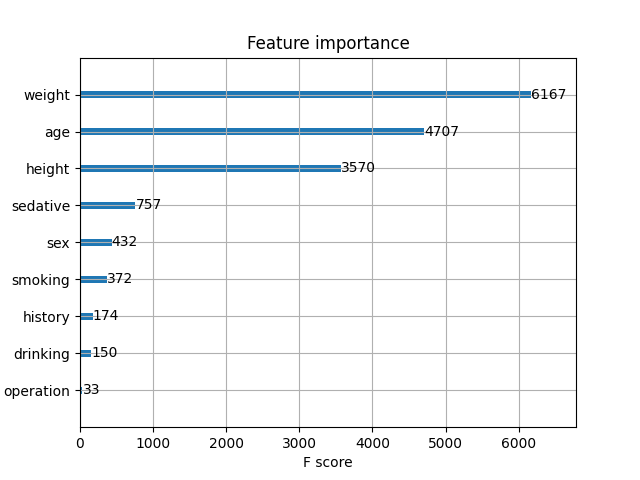 Feature importance
weight 6167
age 4707
height 3570
sedative 757
sex 432
smoking 372
history 174
drinking 150
operation 33
0 1000 2000 3000 4000 5000 6000
F score